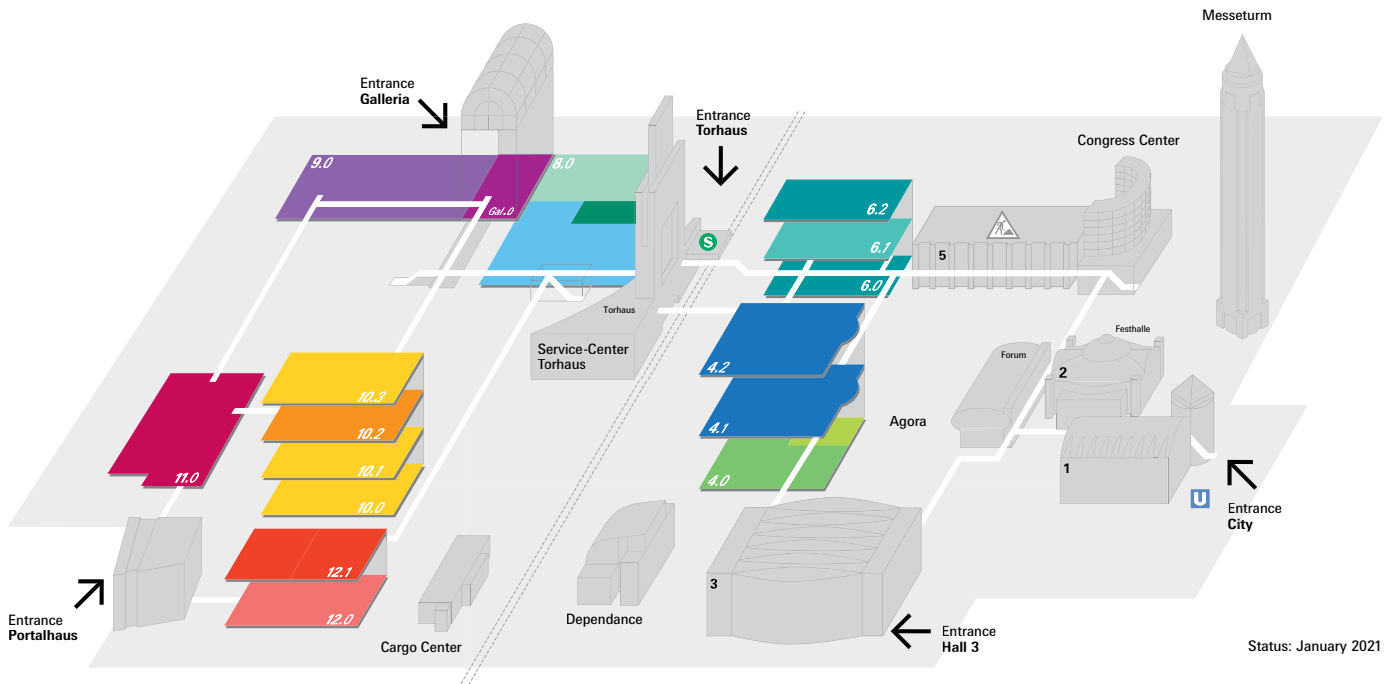 Messeturm
Entrance
Galleria
Entrance
Torhaus
Congress Center
9.0
8.0
Gal.0
6.2
6.1
6.0
S
5
Torhaus
Service-Center
Torhaus
Forum
Festhalle
2
4.2
4.1
4.0
Agora
1
10.3
10.2
10.1
10.0
11.0
U
Entrance
City
12.1
12.0
3
Entrance
Portalhaus
Cargo Center
Dependance
Entrance
Hall 3
Status: January 2021